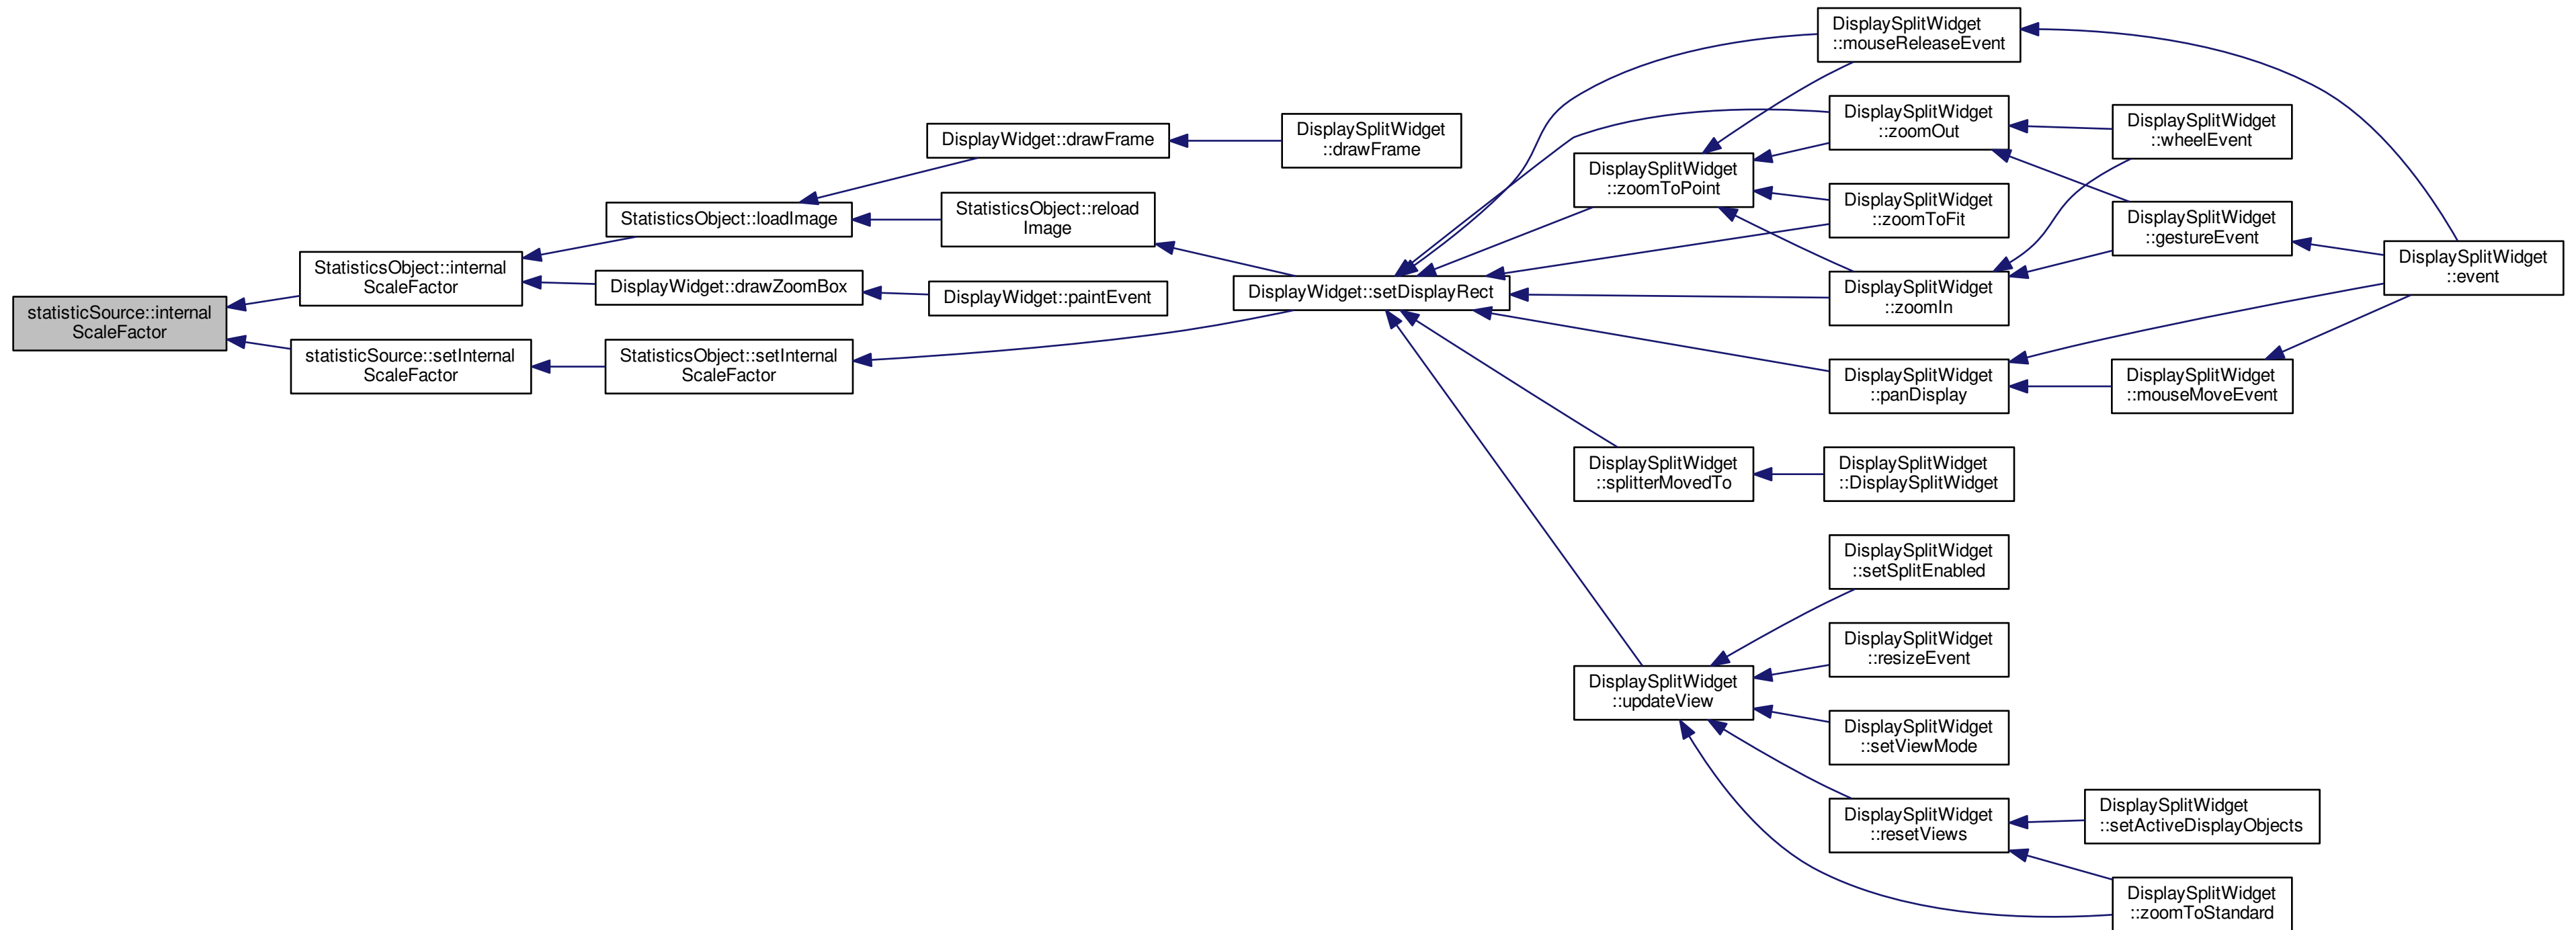 statisticSource::internal
ScaleFactor
StatisticsObject::internal
ScaleFactor
statisticSource::setInternal
ScaleFactor
StatisticsObject::loadImage
DisplayWidget::drawZoomBox
StatisticsObject::setInternal
ScaleFactor
DisplayWidget::drawFrame
StatisticsObject::reload
Image
DisplayWidget::paintEvent
DisplaySplitWidget
::drawFrame
DisplayWidget::setDisplayRect
DisplaySplitWidget
::zoomToPoint
DisplaySplitWidget
::splitterMovedTo
DisplaySplitWidget
::updateView
DisplaySplitWidget
::mouseReleaseEvent
DisplaySplitWidget
::zoomOut
DisplaySplitWidget
::zoomToFit
DisplaySplitWidget
::zoomIn
DisplaySplitWidget
::panDisplay
DisplaySplitWidget
::DisplaySplitWidget
DisplaySplitWidget
::setSplitEnabled
DisplaySplitWidget
::resizeEvent
DisplaySplitWidget
::setViewMode
DisplaySplitWidget
::resetViews
DisplaySplitWidget
::wheelEvent
DisplaySplitWidget
::gestureEvent
DisplaySplitWidget
::mouseMoveEvent
DisplaySplitWidget
::setActiveDisplayObjects
DisplaySplitWidget
::zoomToStandard
DisplaySplitWidget
::event